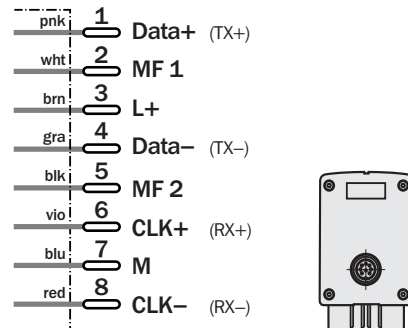 pnk 1 Data+ (TX+)
wht 2 MF 1
brn 3 L+
gra 4 Data− (TX−)
blk 5 MF 2
vio 6 CLK+ (RX+)
blu 7 M
red 8 CLK− (RX−)